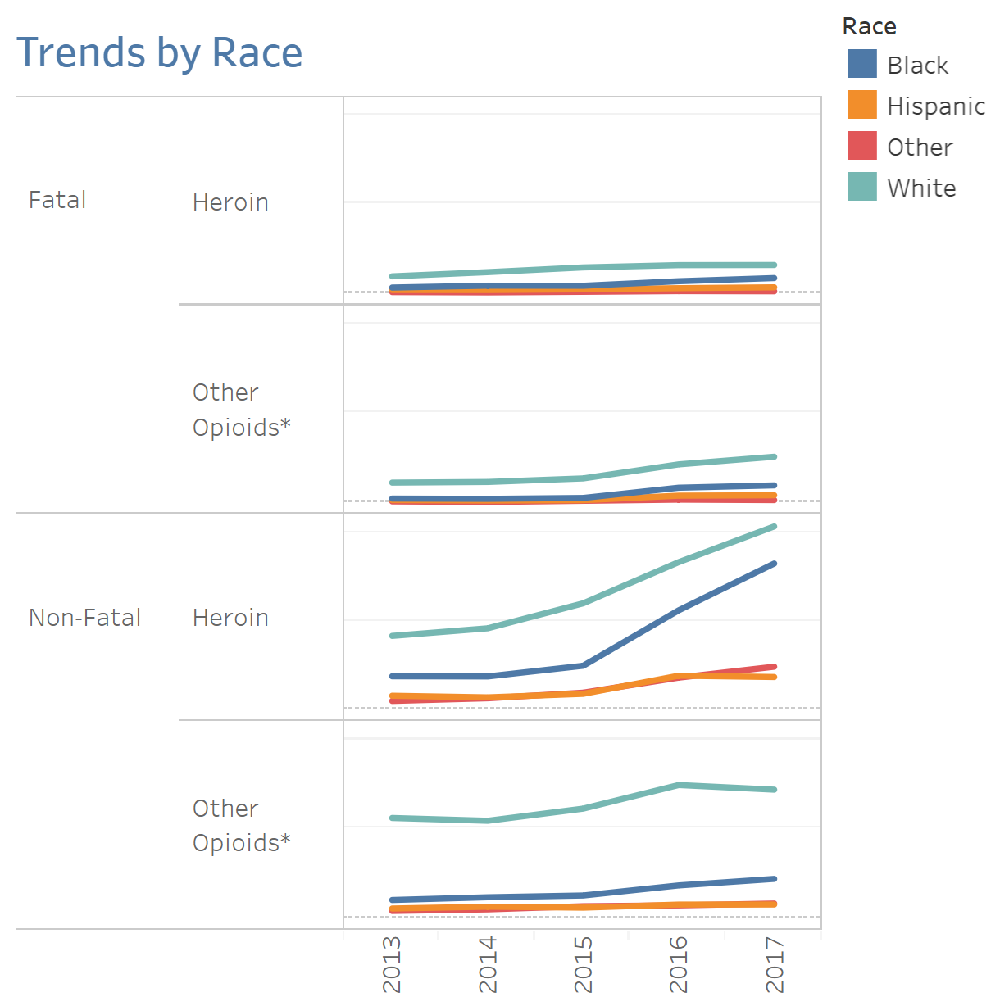 Trends by Race
Race
Black
Hispanic
Other
White
Fatal
Heroin
Other
Opioids*
Non-Fatal
Heroin
Other
Opioids*
2013
2014
2015
2016
2017